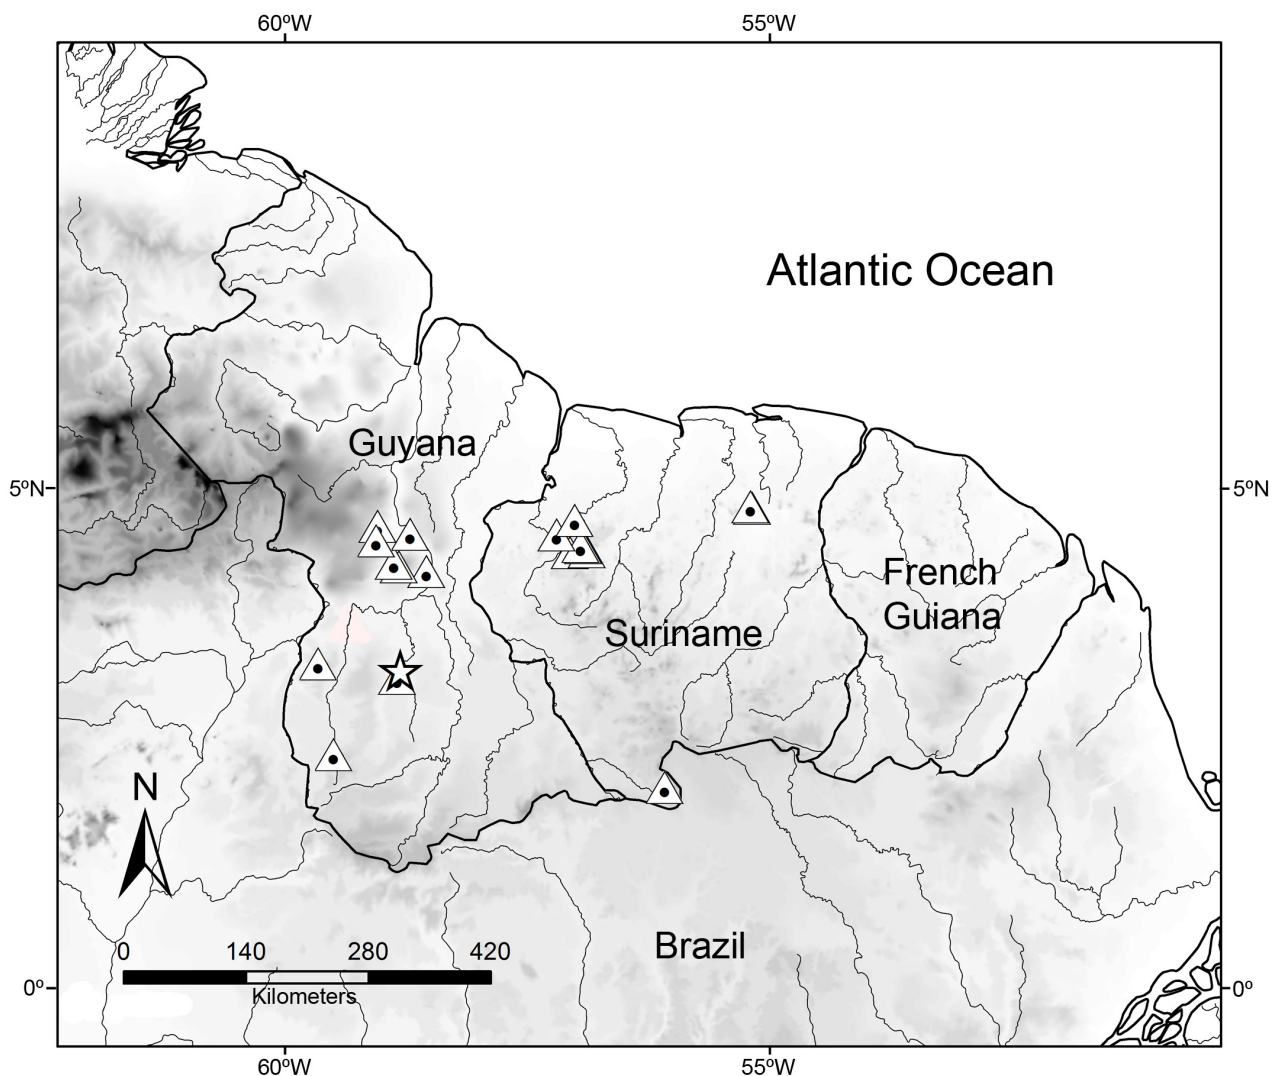 60ºW 55ºW
Atlantic Ocean
Guyana
5ºN 5ºN
French
Guiana
Suriname
N
Brazil
0 140 280 420
Kilometers
0º 0º
60ºW 55ºW